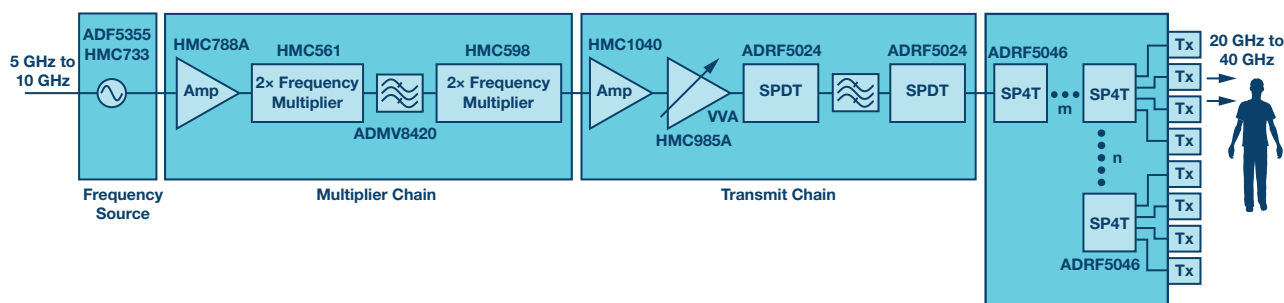 5 GHz to
10 GHz
ADF5355
HMC733
Frequency
Source
HMC788A
Amp
HMC561
2× Frequency
Multiplier
ADMV8420
HMC598
2× Frequency
Multiplier
Multiplier Chain
HMC1040
Amp
VVA
HMC985A
ADRF5024
SPDT
ADRF5024
SPDT
Transmit Chain
ADRF5046
SP4T
m
SP4T
n
SP4T
ADRF5046
Tx
Tx
Tx
Tx
Tx
Tx
Tx
Tx
20 GHz to
40 GHz